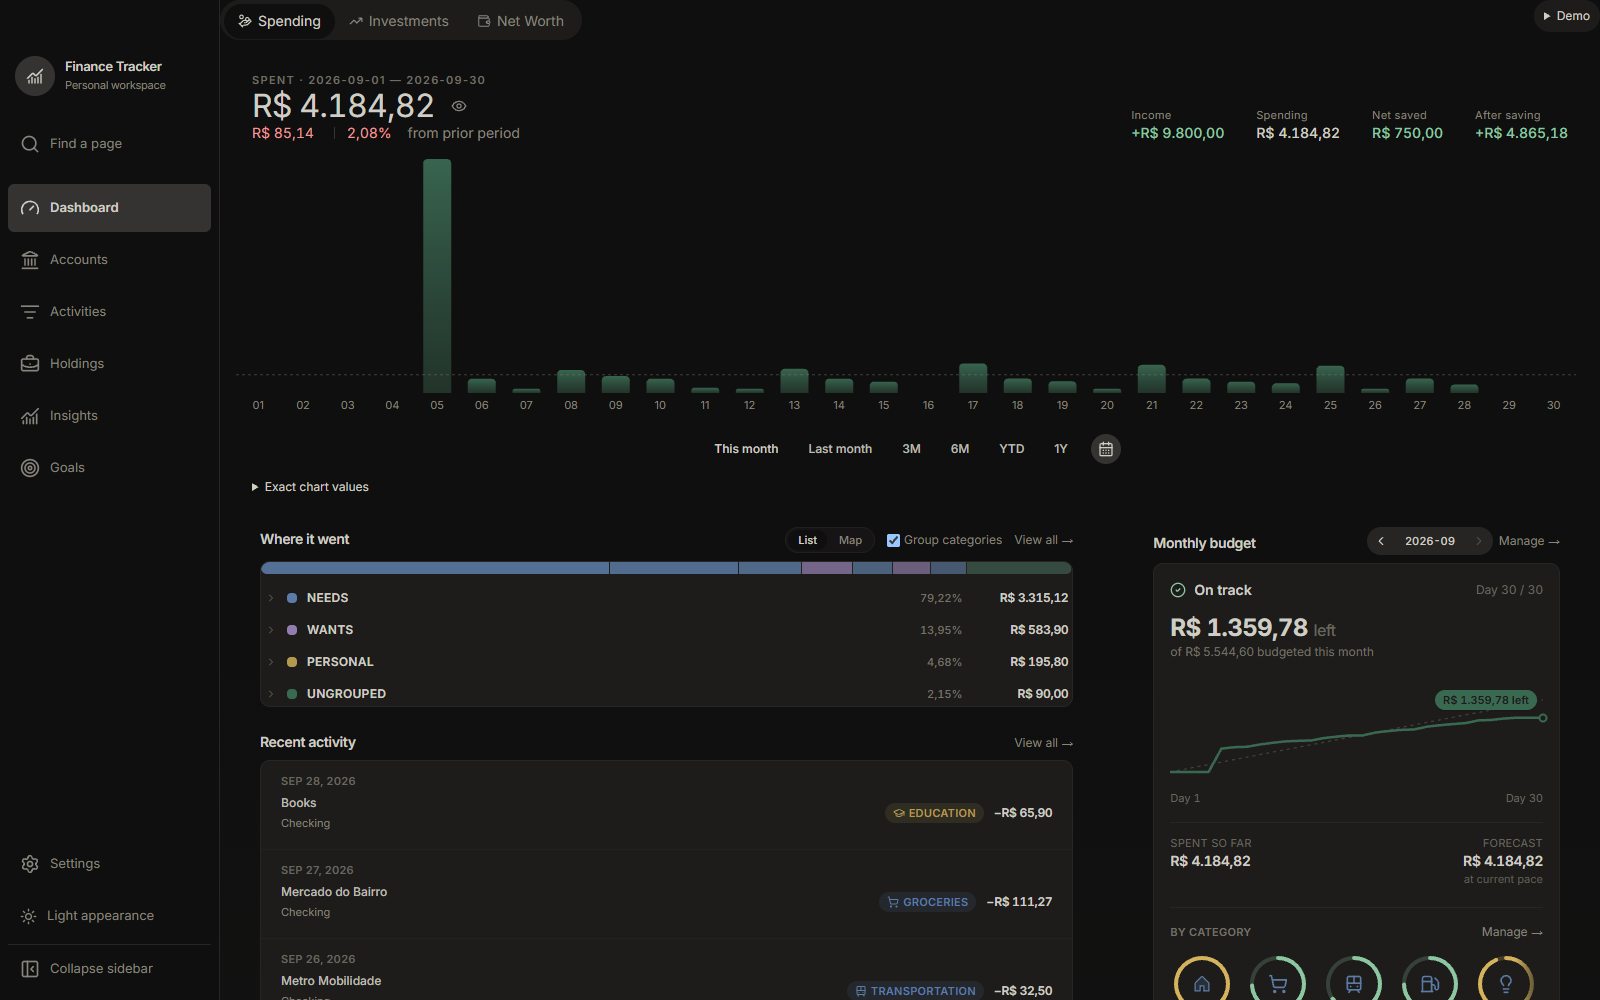 Finance Tracker
Personal workspace
Find a page
Dashboard
Accounts
Activities
Holdings
Insights
Goals
Settings
Light appearance
Collapse sidebar
Spending
Investments
Net Worth
Demo
SPENT · 2026-09-01 — 2026-09-30
R$ 4.184,82
R$ 85,14 2,08% from prior period
Income
+R$ 9.800,00
Spending
R$ 4.184,82
Net saved
R$ 750,00
After saving
+R$ 4.865,18
01 02 03 04 05 06 07 08 09 10 11 12 13 14 15 16 17 18 19 20 21 22 23 24 25 26 27 28 29 30
This month Last month 3M 6M YTD 1Y
Exact chart values
Where it went
List Map
Group categories
View all →
NEEDS 79,22% R$ 3.315,12
WANTS 13,95% R$ 583,90
PERSONAL 4,68% R$ 195,80
UNGROUPED 2,15% R$ 90,00
Recent activity
View all →
SEP 28, 2026
Books
Checking
EDUCATION −R$ 65,90
SEP 27, 2026
Mercado do Bairro
Checking
GROCERIES −R$ 111,27
SEP 26, 2026
Metro Mobilidade
Checking
TRANSPORTATION −R$ 32,50
Monthly budget
2026-09
Manage →
On track
Day 30 / 30
R$ 1.359,78 left
of R$ 5.544,60 budgeted this month
R$ 1.359,78 left
Day 1
Day 30
SPENT SO FAR
R$ 4.184,82
FORECAST
R$ 4.184,82
at current pace
BY CATEGORY
Manage →